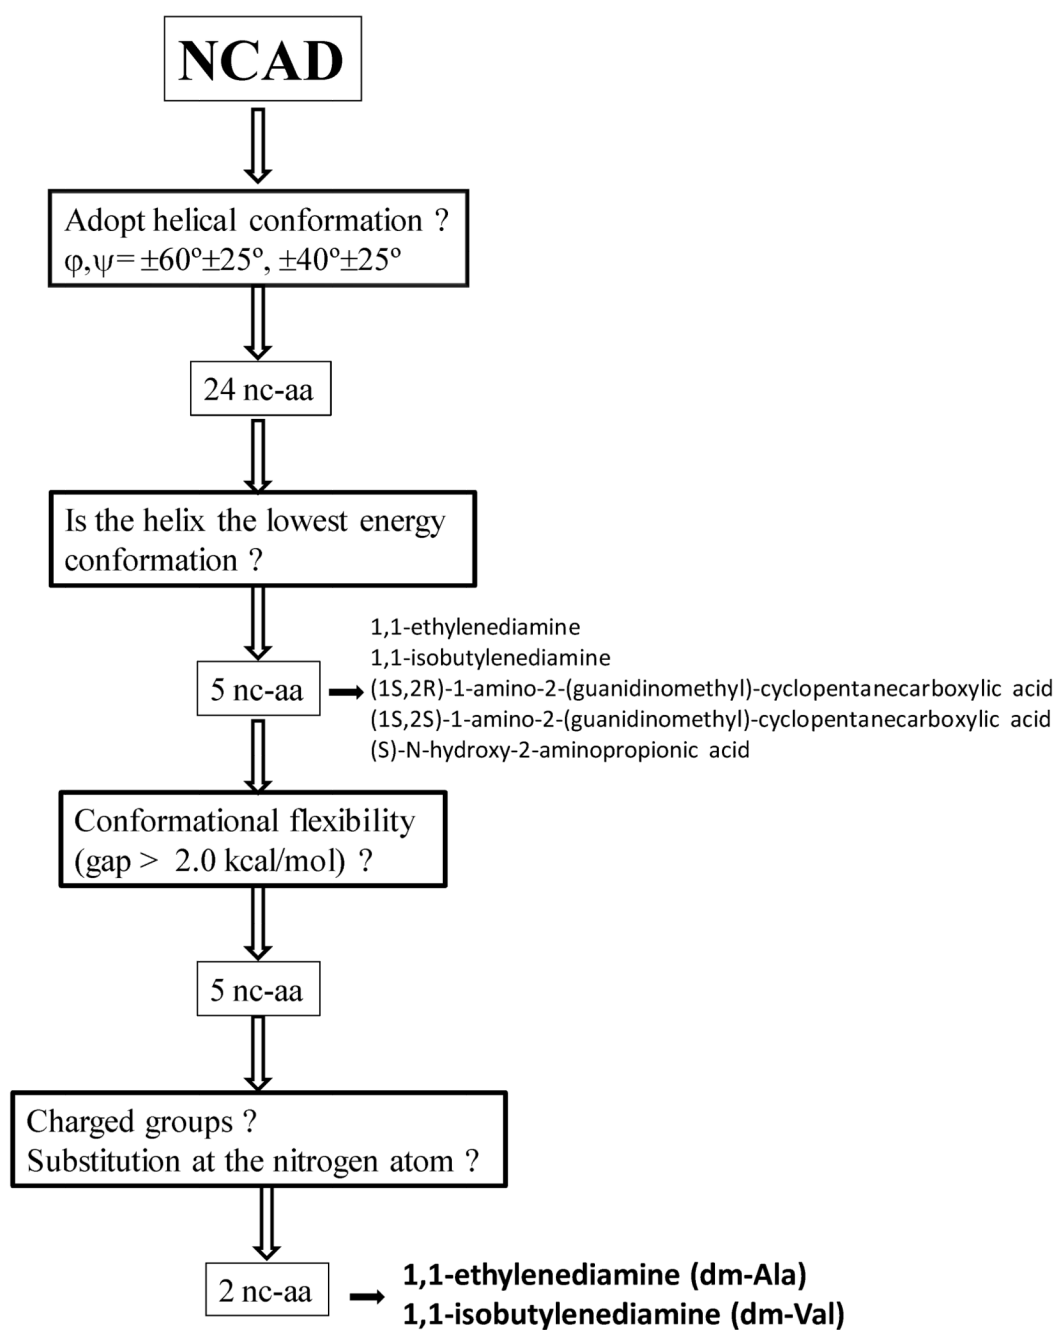 NCAD
Adopt helical conformation ?
φ,ψ= ±60º±25º, ±40º±25º
24 nc-aa
Is the helix the lowest energy
conformation ?
1,1-ethylenediamine
1,1-isobutylenediamine
5 nc-aa
(1S,2R)-1-amino-2-(guanidinomethyl)-cyclopentanecarboxylic acid
(1S,2S)-1-amino-2-(guanidinomethyl)-cyclopentanecarboxylic acid
(S)-N-hydroxy-2-aminopropionic acid
Conformational flexibility
(gap > 2.0 kcal/mol) ?
5 nc-aa
Charged groups ?
Substitution at the nitrogen atom ?
2 nc-aa
1,1-ethylenediamine (dm-Ala)
1,1-isobutylenediamine (dm-Val)